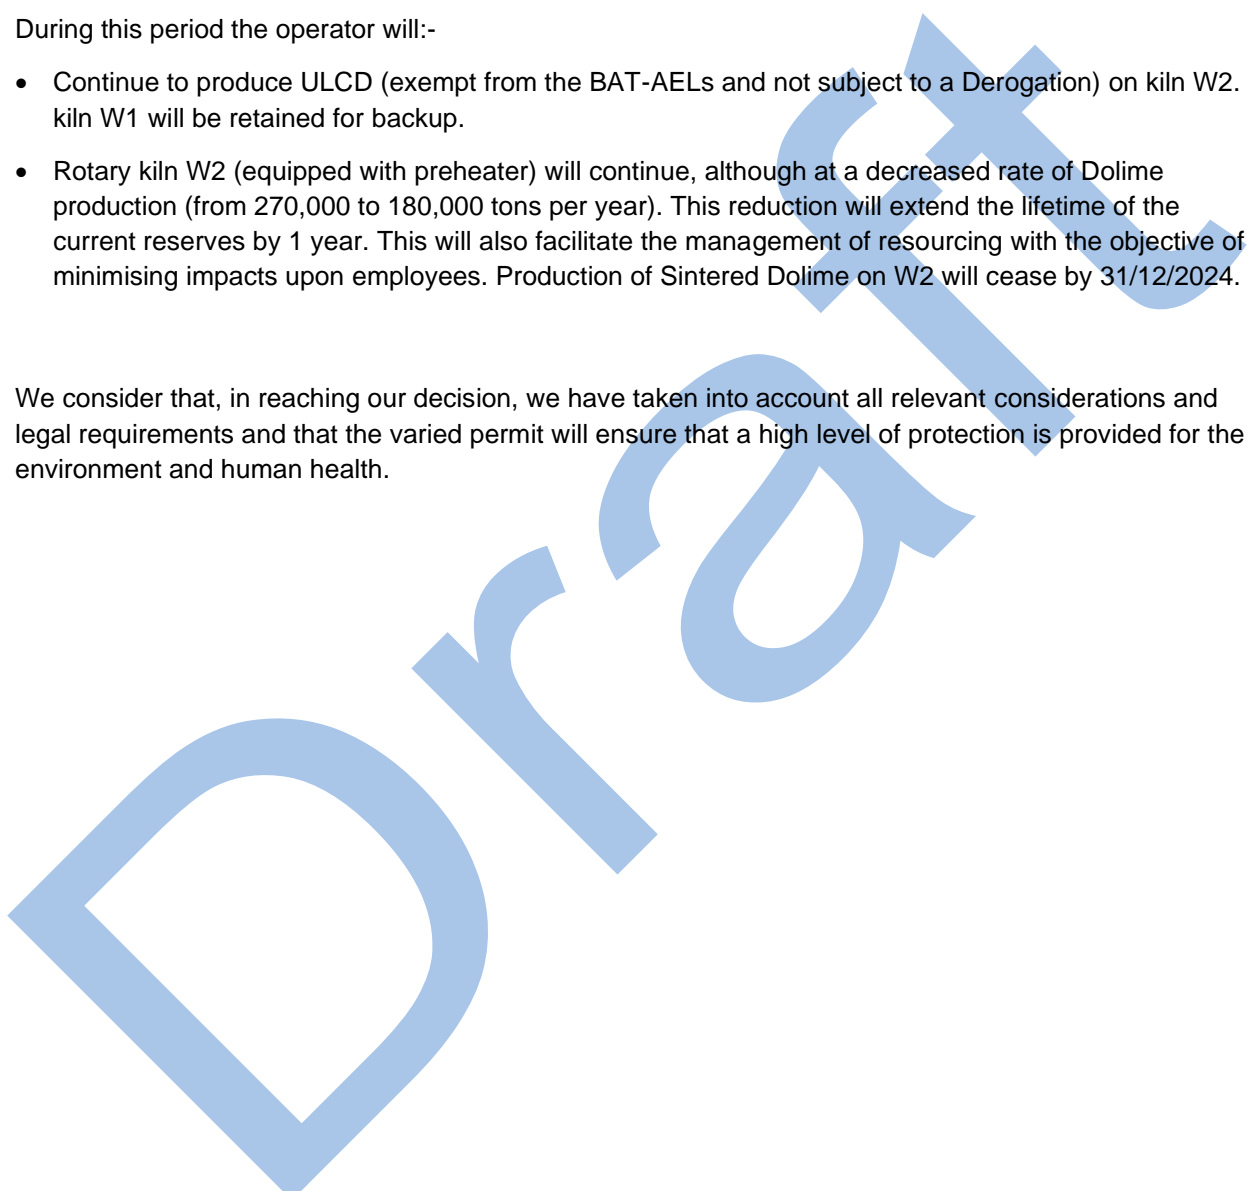 During this period the operator will:-
• Continue to produce ULCD (exempt from the BAT-AELs and not subject to a Derogation) on kiln W2.
kiln W1 will be retained for backup.
• Rotary kiln W2 (equipped with preheater) will continue, although at a decreased rate of Dolime
production (from 270,000 to 180,000 tons per year). This reduction will extend the lifetime of the
current reserves by 1 year. This will also facilitate the management of resourcing with the objective of
minimising impacts upon employees. Production of Sintered Dolime on W2 will cease by 31/12/2024.
We consider that, in reaching our decision, we have taken into account all relevant considerations and
legal requirements and that the varied permit will ensure that a high level of protection is provided for the
environment and human health.
Draft